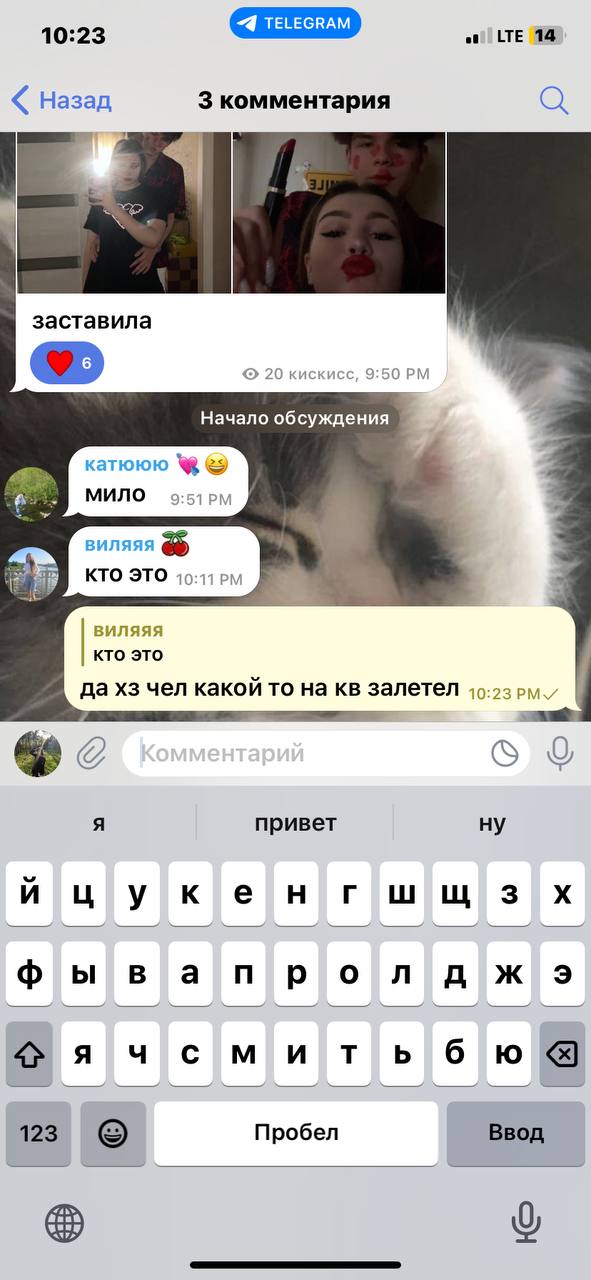 10:23
TELEGRAM
LTE 14
Назад
3 комментария
заставила
❤️ 6
20 кискисс, 9:50 PM
Начало обсуждения
катююю 💘 😆
мило 9:51 PM
виляяя 🍒
кто это 10:11 PM
виляяя
кто это
да хз чел какой то на кв залетел 10:23 PM
Комментарий
я привет ну
й ц у к е н г ш щ з х
ф ы в а п р о л д ж э
я ч с м и т ь б ю
123 Пробел Ввод